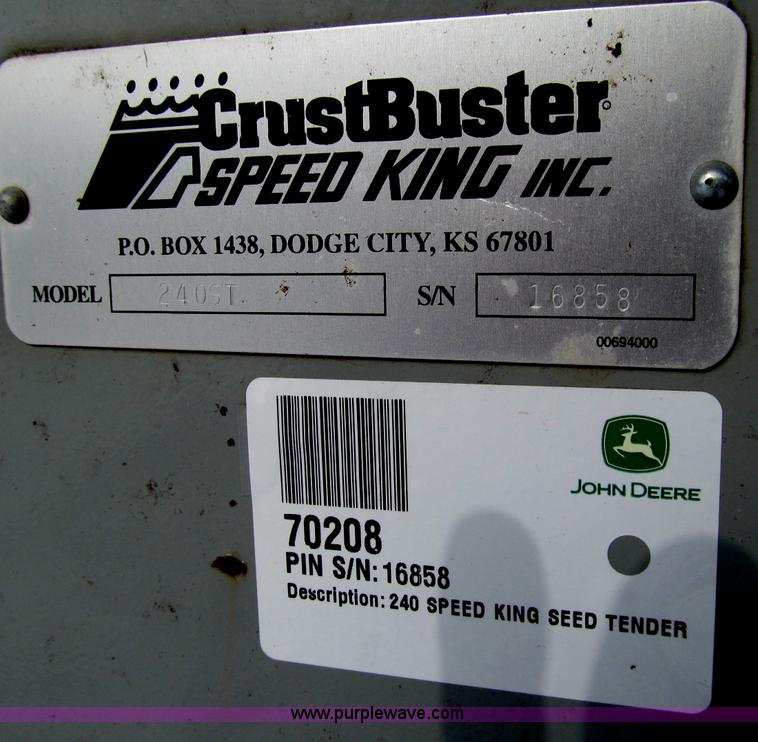 CrustBuster®
SPEED KING INC.
P.O. BOX 1438, DODGE CITY, KS 67801
MODEL 240ST S/N 16858
00694000
JOHN DEERE
70208
PIN S/N: 16858
Description: 240 SPEED KING SEED TENDER
www.purplewave.com